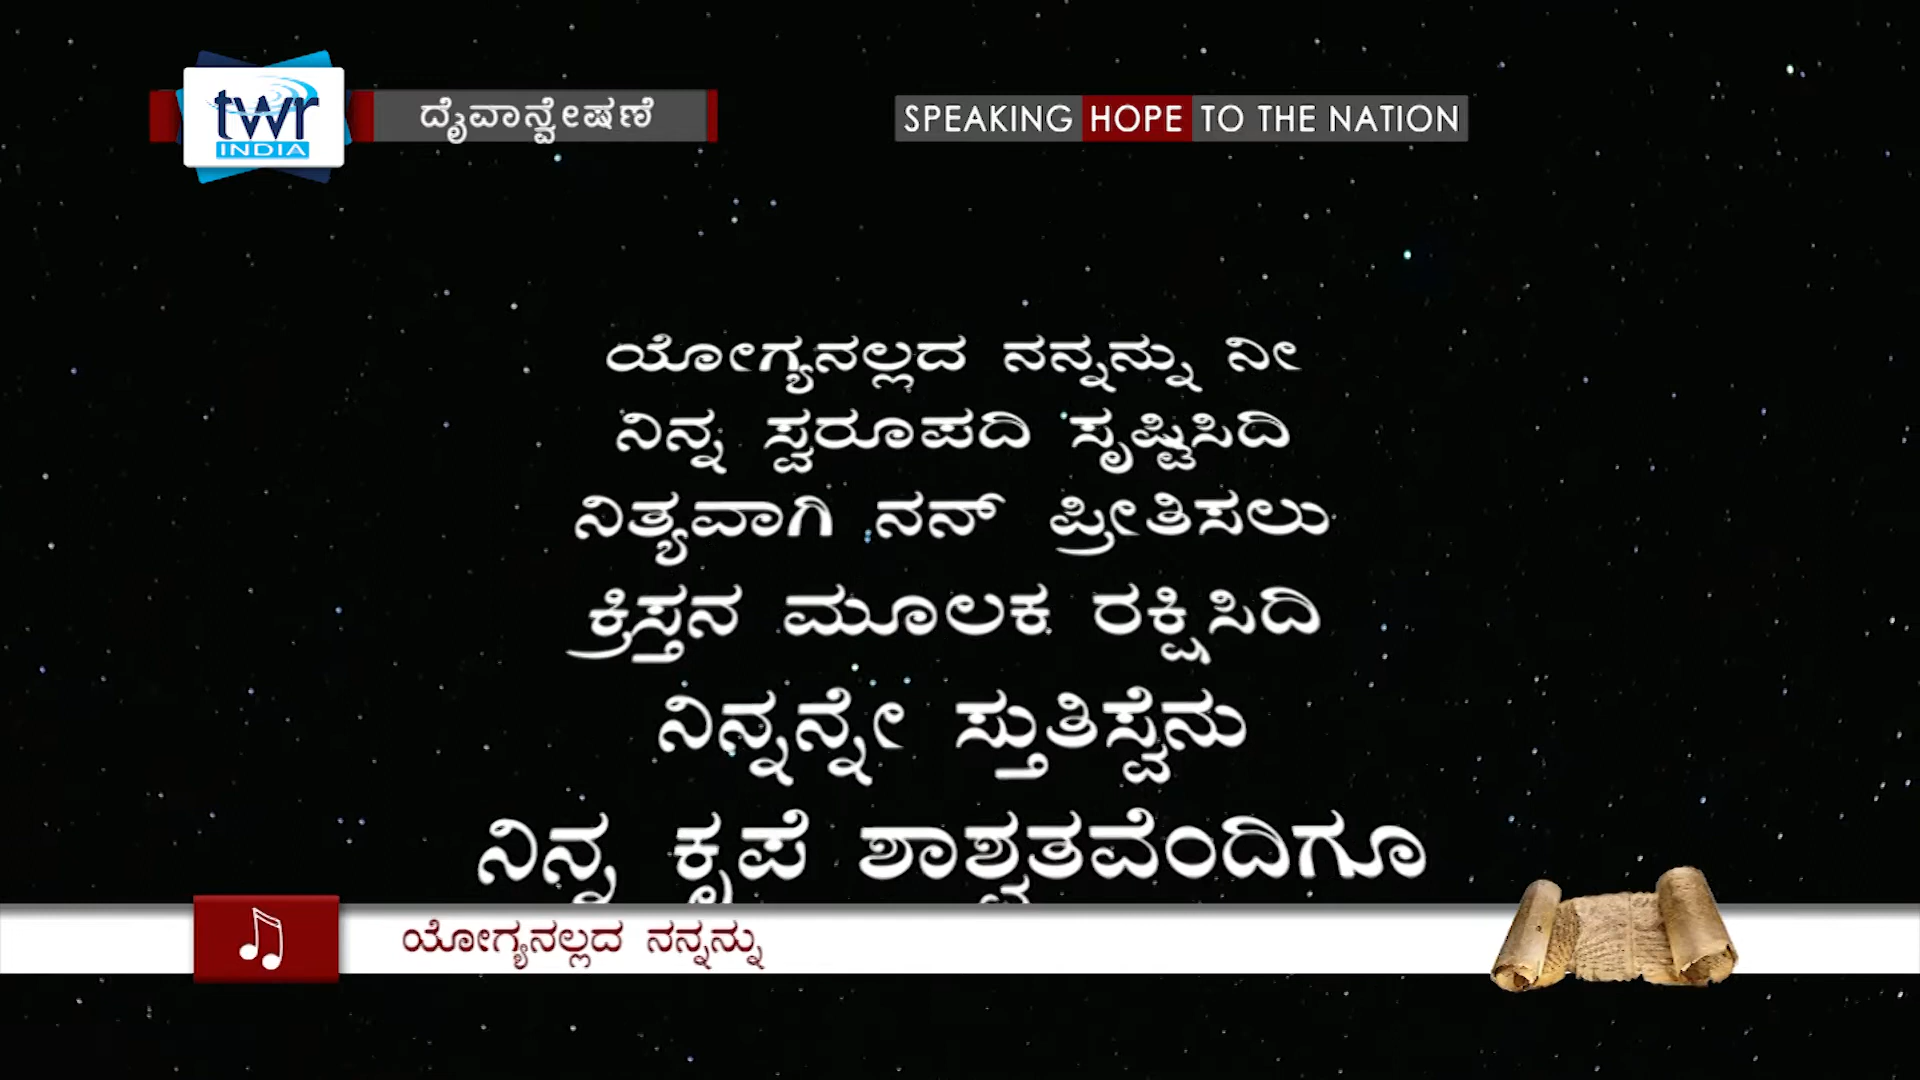 twr
INDIA
ದೈವಾನ್ವೇಷಣೆ
SPEAKING HOPE TO THE NATION
ಯೋಗ್ಯನಲ್ಲದ ನನ್ನನ್ನು ನೀ
ನಿನ್ನ ಸ್ವರೂಪದಿ ಸೃಷ್ಟಿಸಿದಿ
ನಿತ್ಯವಾಗಿ ನನ್ ಪ್ರೀತಿಸಲು
ಕ್ರಿಸ್ತನ ಮೂಲಕ ರಕ್ಷಿಸಿದಿ
ನಿನ್ನನ್ನೇ ಸ್ತುತಿಸ್ವೆನು
ನಿನ್ನ ಕೃಪೆ ಶಾಶ್ವತವೆಂದಿಗೂ
ಯೋಗ್ಯನಲ್ಲದ ನನ್ನನ್ನು